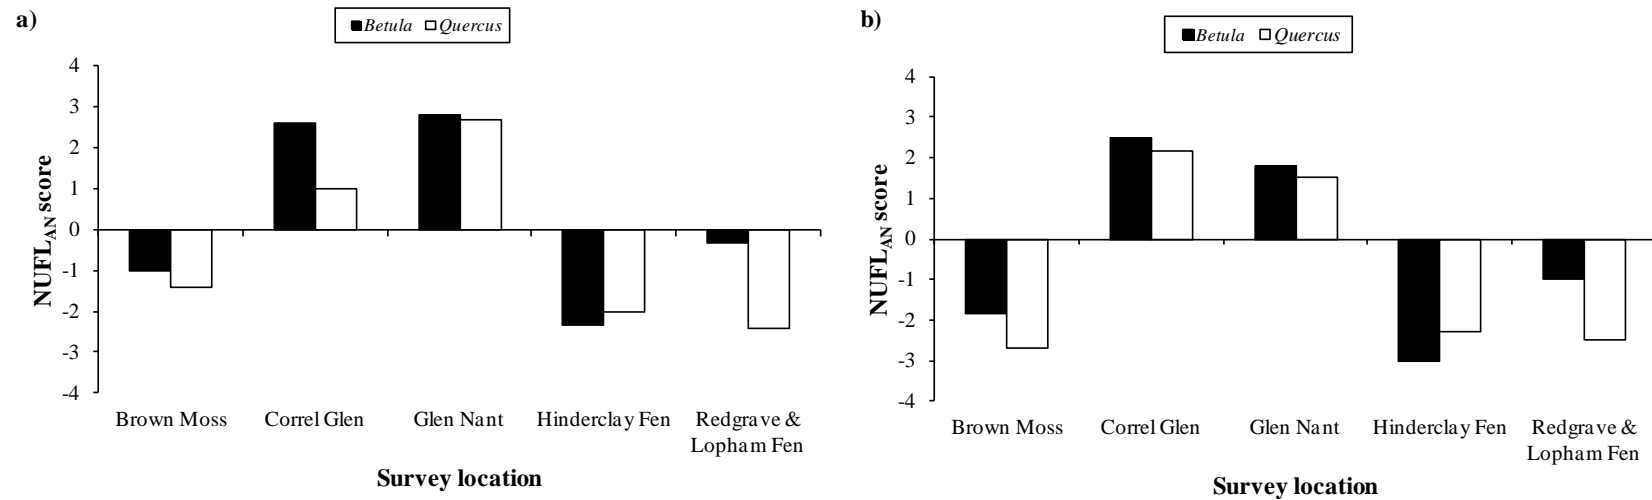 a)
Betula Quercus
4
3
2
1
0
-1
-2
-3
-4
NUFLAN score
Brown Moss Correl Glen Glen Nant Hinderclay Fen Redgrave &
Lopham Fen
Survey location
b)
Betula Quercus
4
3
2
1
0
-1
-2
-3
-4
NUFLAN score
Brown Moss Correl Glen Glen Nant Hinderclay Fen Redgrave &
Lopham Fen
Survey location